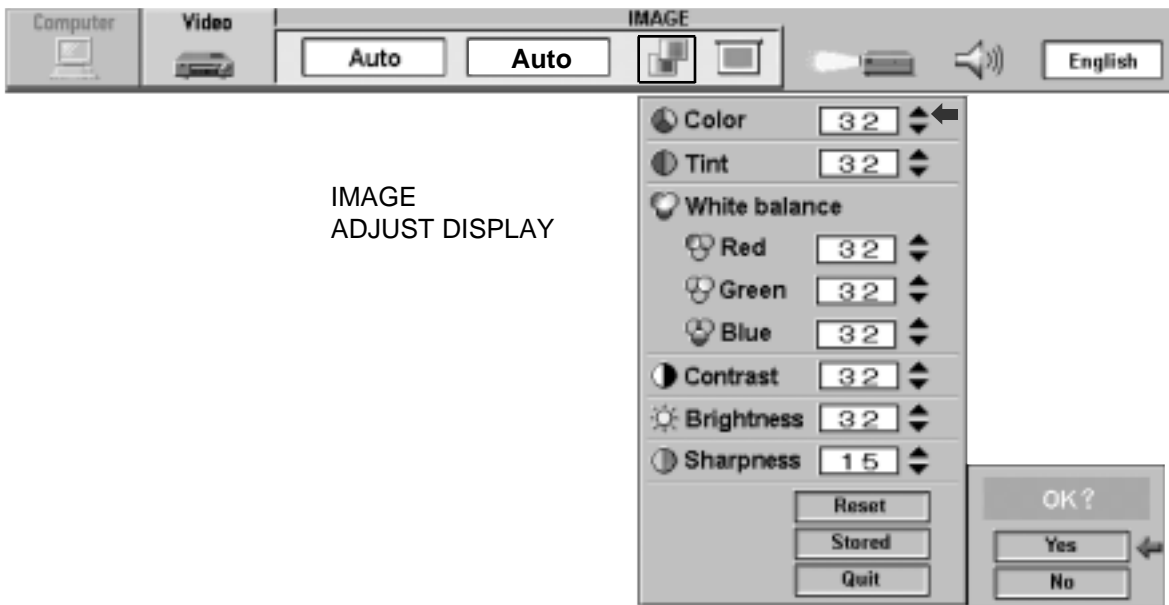 Computer Video IMAGE
Auto Auto English
Color 32
Tint 32
IMAGE
ADJUST DISPLAY
White balance
Red 32
Green 32
Blue 32
Contrast 32
Brightness 32
Sharpness 15
Reset
Stored
Quit
OK?
Yes
No